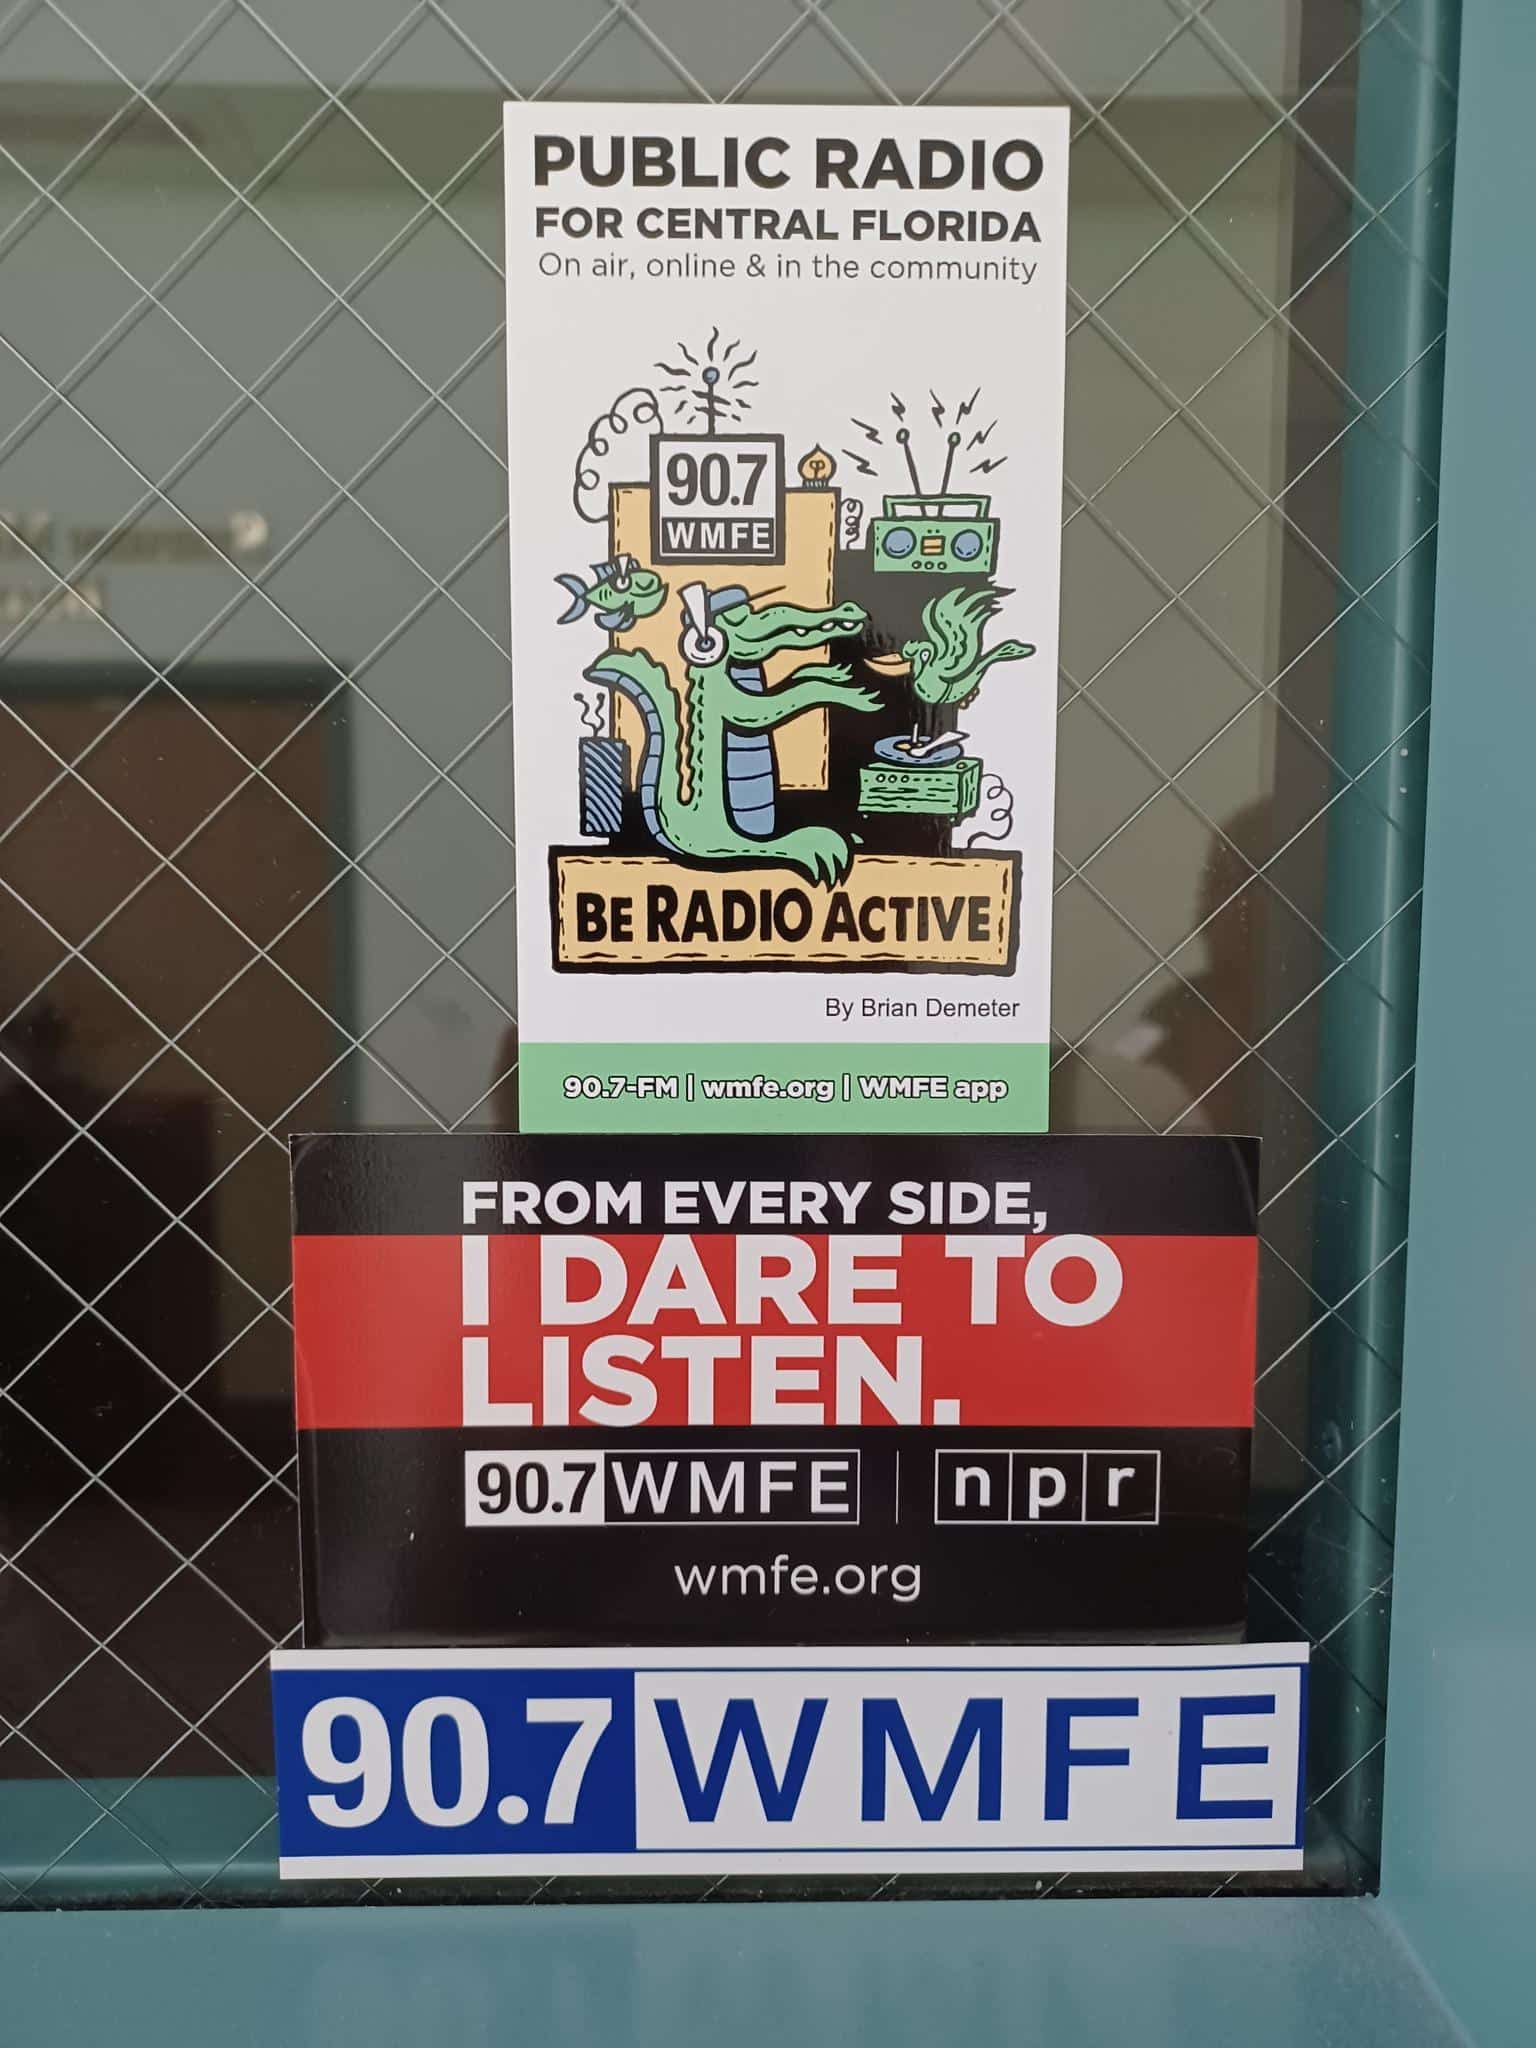 PUBLIC RADIO
FOR CENTRAL FLORIDA
On air, online & in the community
90.7
WMFE
BE RADIO ACTIVE
By Brian Demeter
90.7-FM | wmfe.org | WMFE app
FROM EVERY SIDE,
I DARE TO
LISTEN.
90.7 WMFE | npr
wmfe.org
90.7 WMFE